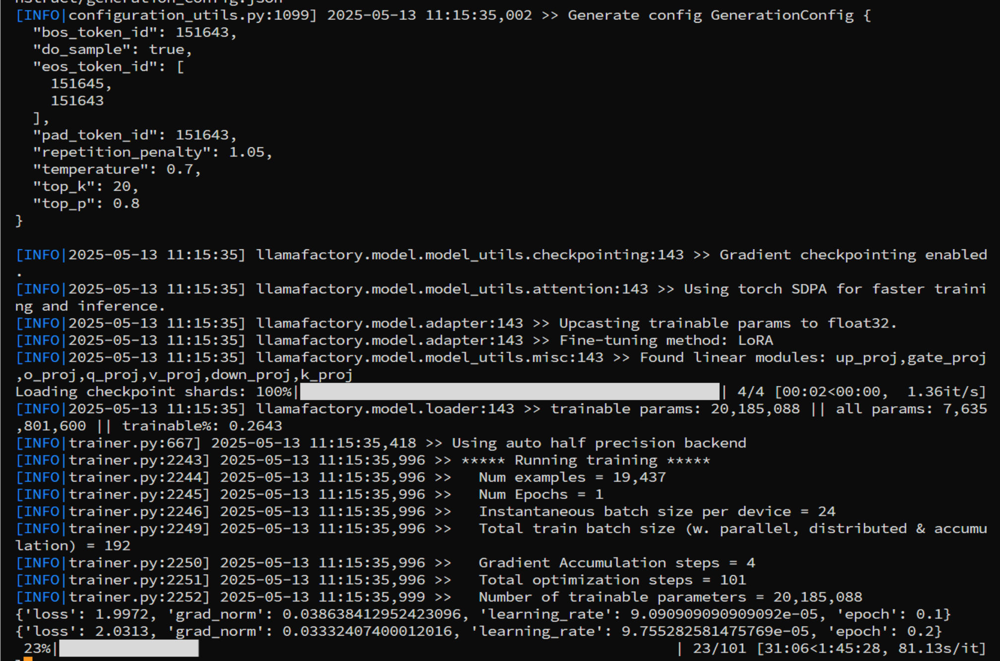 nstruct/generation_config.json
[INFO|configuration_utils.py:1099] 2025-05-13 11:15:35,002 >> Generate config GenerationConfig {
  "bos_token_id": 151643,
  "do_sample": true,
  "eos_token_id": [
    151645,
    151643
  ],
  "pad_token_id": 151643,
  "repetition_penalty": 1.05,
  "temperature": 0.7,
  "top_k": 20,
  "top_p": 0.8
}
[INFO|2025-05-13 11:15:35] llamafactory.model.model_utils.checkpointing:143 >> Gradient checkpointing enabled
.
[INFO|2025-05-13 11:15:35] llamafactory.model.model_utils.attention:143 >> Using torch SDPA for faster traini
ng and inference.
[INFO|2025-05-13 11:15:35] llamafactory.model.adapter:143 >> Upcasting trainable params to float32.
[INFO|2025-05-13 11:15:35] llamafactory.model.adapter:143 >> Fine-tuning method: LoRA
[INFO|2025-05-13 11:15:35] llamafactory.model.model_utils.misc:143 >> Found linear modules: up_proj,gate_proj
,o_proj,q_proj,v_proj,down_proj,k_proj
Loading checkpoint shards: 100%|          | 4/4 [00:02<00:00,  1.36it/s]
[INFO|2025-05-13 11:15:35] llamafactory.model.loader:143 >> trainable params: 20,185,088 || all params: 7,635
,801,600 || trainable%: 0.2643
[INFO|trainer.py:667] 2025-05-13 11:15:35,418 >> Using auto half precision backend
[INFO|trainer.py:2243] 2025-05-13 11:15:35,996 >> ***** Running training *****
[INFO|trainer.py:2244] 2025-05-13 11:15:35,996 >>   Num examples = 19,437
[INFO|trainer.py:2245] 2025-05-13 11:15:35,996 >>   Num Epochs = 1
[INFO|trainer.py:2246] 2025-05-13 11:15:35,996 >>   Instantaneous batch size per device = 24
[INFO|trainer.py:2249] 2025-05-13 11:15:35,996 >>   Total train batch size (w. parallel, distributed & accumu
lation) = 192
[INFO|trainer.py:2250] 2025-05-13 11:15:35,996 >>   Gradient Accumulation steps = 4
[INFO|trainer.py:2251] 2025-05-13 11:15:35,996 >>   Total optimization steps = 101
[INFO|trainer.py:2252] 2025-05-13 11:15:35,999 >>   Number of trainable parameters = 20,185,088
{'loss': 1.9972, 'grad_norm': 0.038638412952423096, 'learning_rate': 9.090909090909092e-05, 'epoch': 0.1}
{'loss': 2.0313, 'grad_norm': 0.03332407400012016, 'learning_rate': 9.755282581475769e-05, 'epoch': 0.2}
 23%|          | 23/101 [31:06<1:45:28, 81.13s/it]